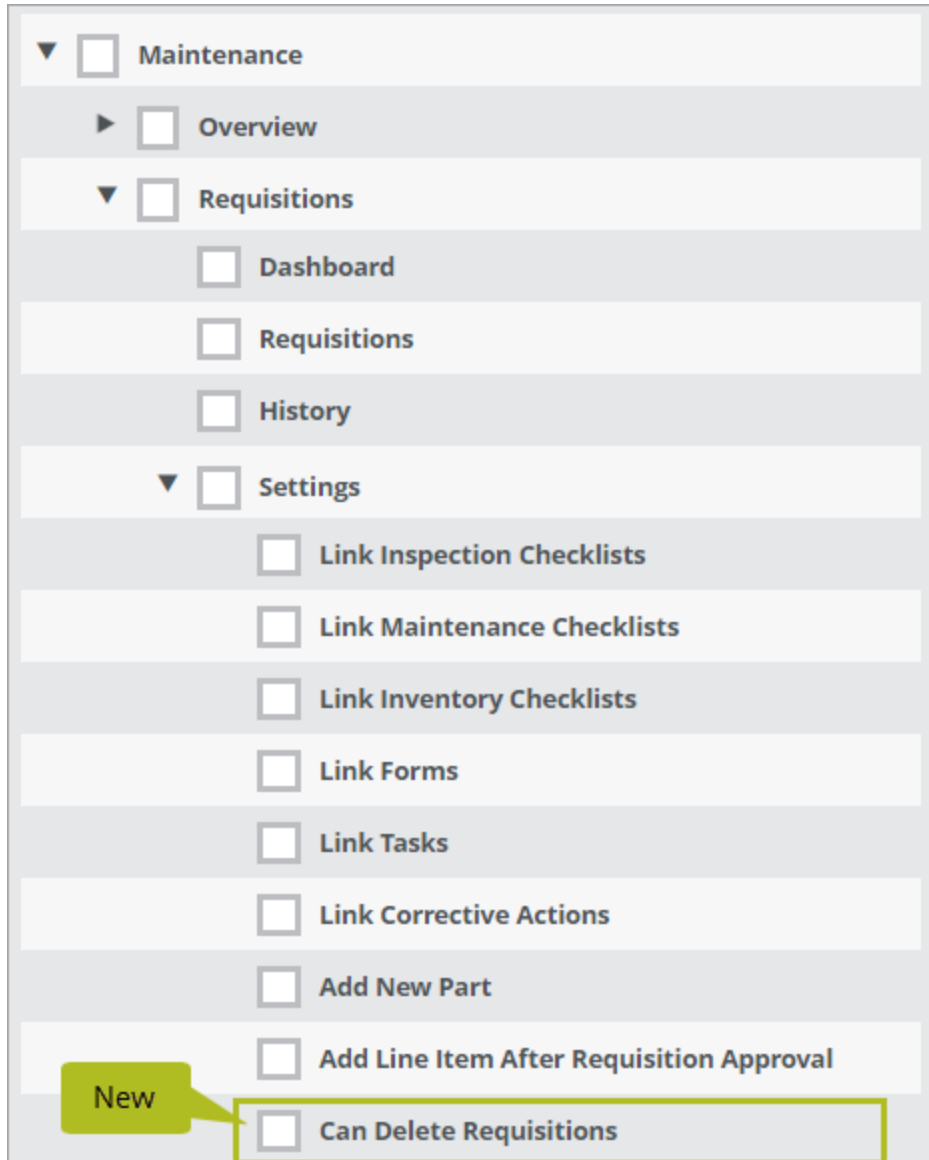 Maintenance
Overview
Requisitions
Dashboard
Requisitions
History
Settings
Link Inspection Checklists
Link Maintenance Checklists
Link Inventory Checklists
Link Forms
Link Tasks
Link Corrective Actions
Add New Part
Add Line Item After Requisition Approval
New
Can Delete Requisitions